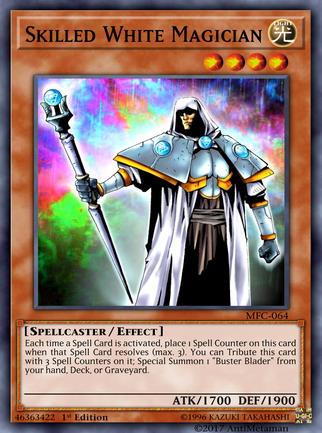 SKILLED WHITE MAGICIAN
LIGHT
光
MFC-064
[SPELLCASTER / EFFECT]
Each time a Spell Card is activated, place 1 Spell Counter on this card
when that Spell Card resolves (max. 3). You can Tribute this card
with 3 Spell Counters on it; Special Summon 1 "Buster Blader" from
your hand, Deck, or Graveyard.
ATK/1700 DEF/1900
46363422 1st Edition ©1996 KAZUKI TAKAHASHI
©2017 AntiMetaman